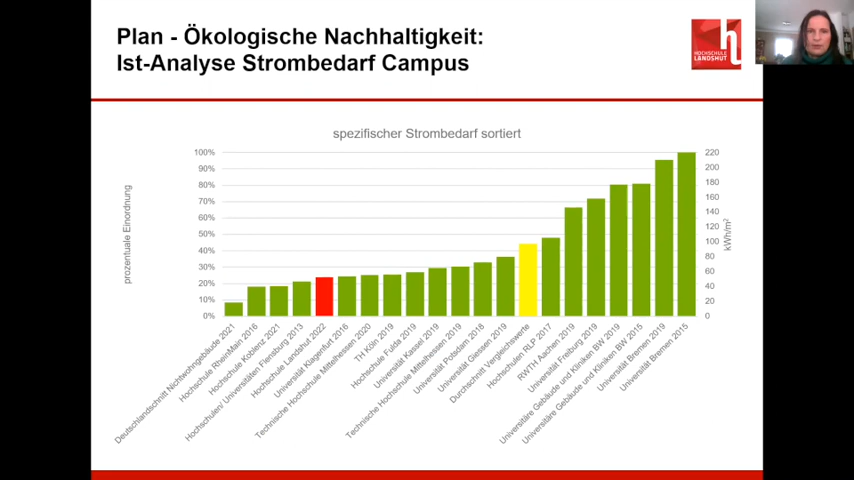 Plan - Ökologische Nachhaltigkeit:
Ist-Analyse Strombedarf Campus
HOCHSCHULE
LANDSHUT
spezifischer Strombedarf sortiert
prozentuale Einordnung
100%
90%
80%
70%
60%
50%
40%
30%
20%
10%
0%
220
200
180
160
140
120
100
80
60
40
20
0
kWh/m²
Deutschlandschnitt Nichtwohngebäude 2021
Hochschule RheinMain 2016
Hochschule Koblenz 2021
Hochschulen/ Universitäten Flensburg 2013
Hochschule Landshut 2022
Universität Klagenfurt 2016
Technische Hochschule Mittelhessen 2020
TH Köln 2019
Hochschule Fulda 2019
Universität Kassel 2019
Technische Hochschule Mittelhessen 2019
Universität Potsdam 2018
Universität Giessen 2019
Durchschnitt Vergleichswerte
Hochschulen RLP 2017
RWTH Aachen 2019
Universität Freiburg 2019
Universitäre Gebäude und Kliniken BW 2019
Universitäre Gebäude und Kliniken BW 2015
Universität Bremen 2019
Universität Bremen 2015